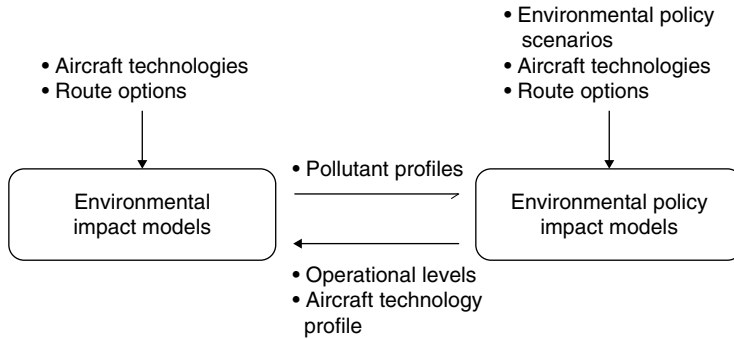 • Environmental policy
scenarios
• Aircraft technologies
• Route options
• Aircraft technologies
• Route options
• Pollutant profiles
Environmental
impact models
Environmental policy
impact models
• Operational levels
• Aircraft technology
profile